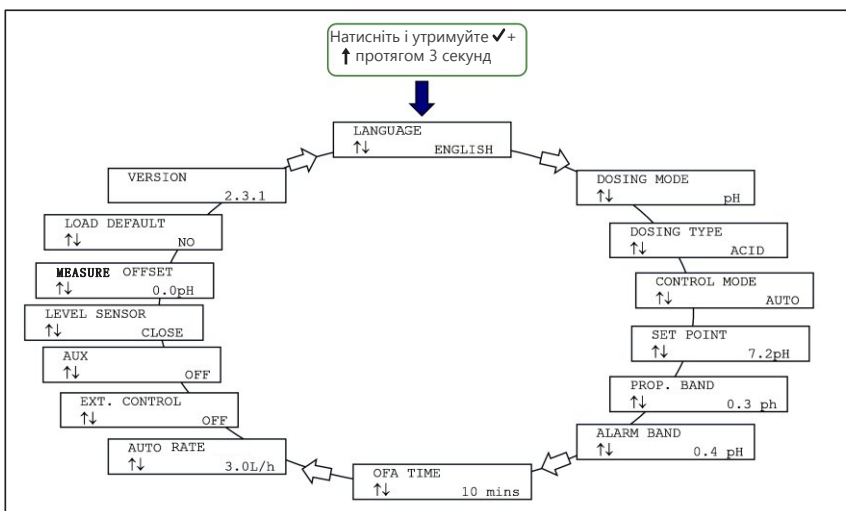 Натисніть і утримуйте ✔+
↑ протягом 3 секунд
LANGUAGE
↑↓ ENGLISH
DOSING MODE
↑↓ pH
DOSING TYPE
↑↓ ACID
CONTROL MODE
↑↓ AUTO
SET POINT
↑↓ 7.2pH
PROP. BAND
↑↓ 0.3 ph
ALARM BAND
↑↓ 0.4 pH
OFA TIME
↑↓ 10 mins
AUTO RATE
↑↓ 3.0L/h
EXT. CONTROL
↑↓ OFF
AUX
↑↓ OFF
LEVEL SENSOR
↑↓ CLOSE
MEASURE OFFSET
↑↓ 0.0pH
LOAD DEFAULT
↑↓ NO
VERSION
2.3.1